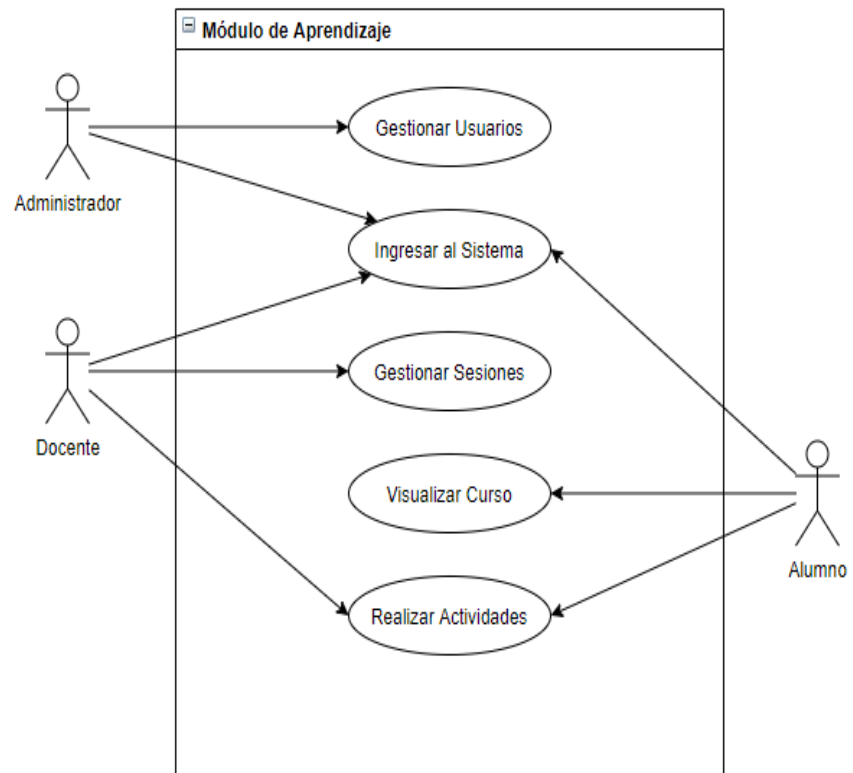 Módulo de Aprendizaje
Gestionar Usuarios
Administrador
Ingresar al Sistema
Gestionar Sesiones
Docente
Visualizar Curso
Alumno
Realizar Actividades